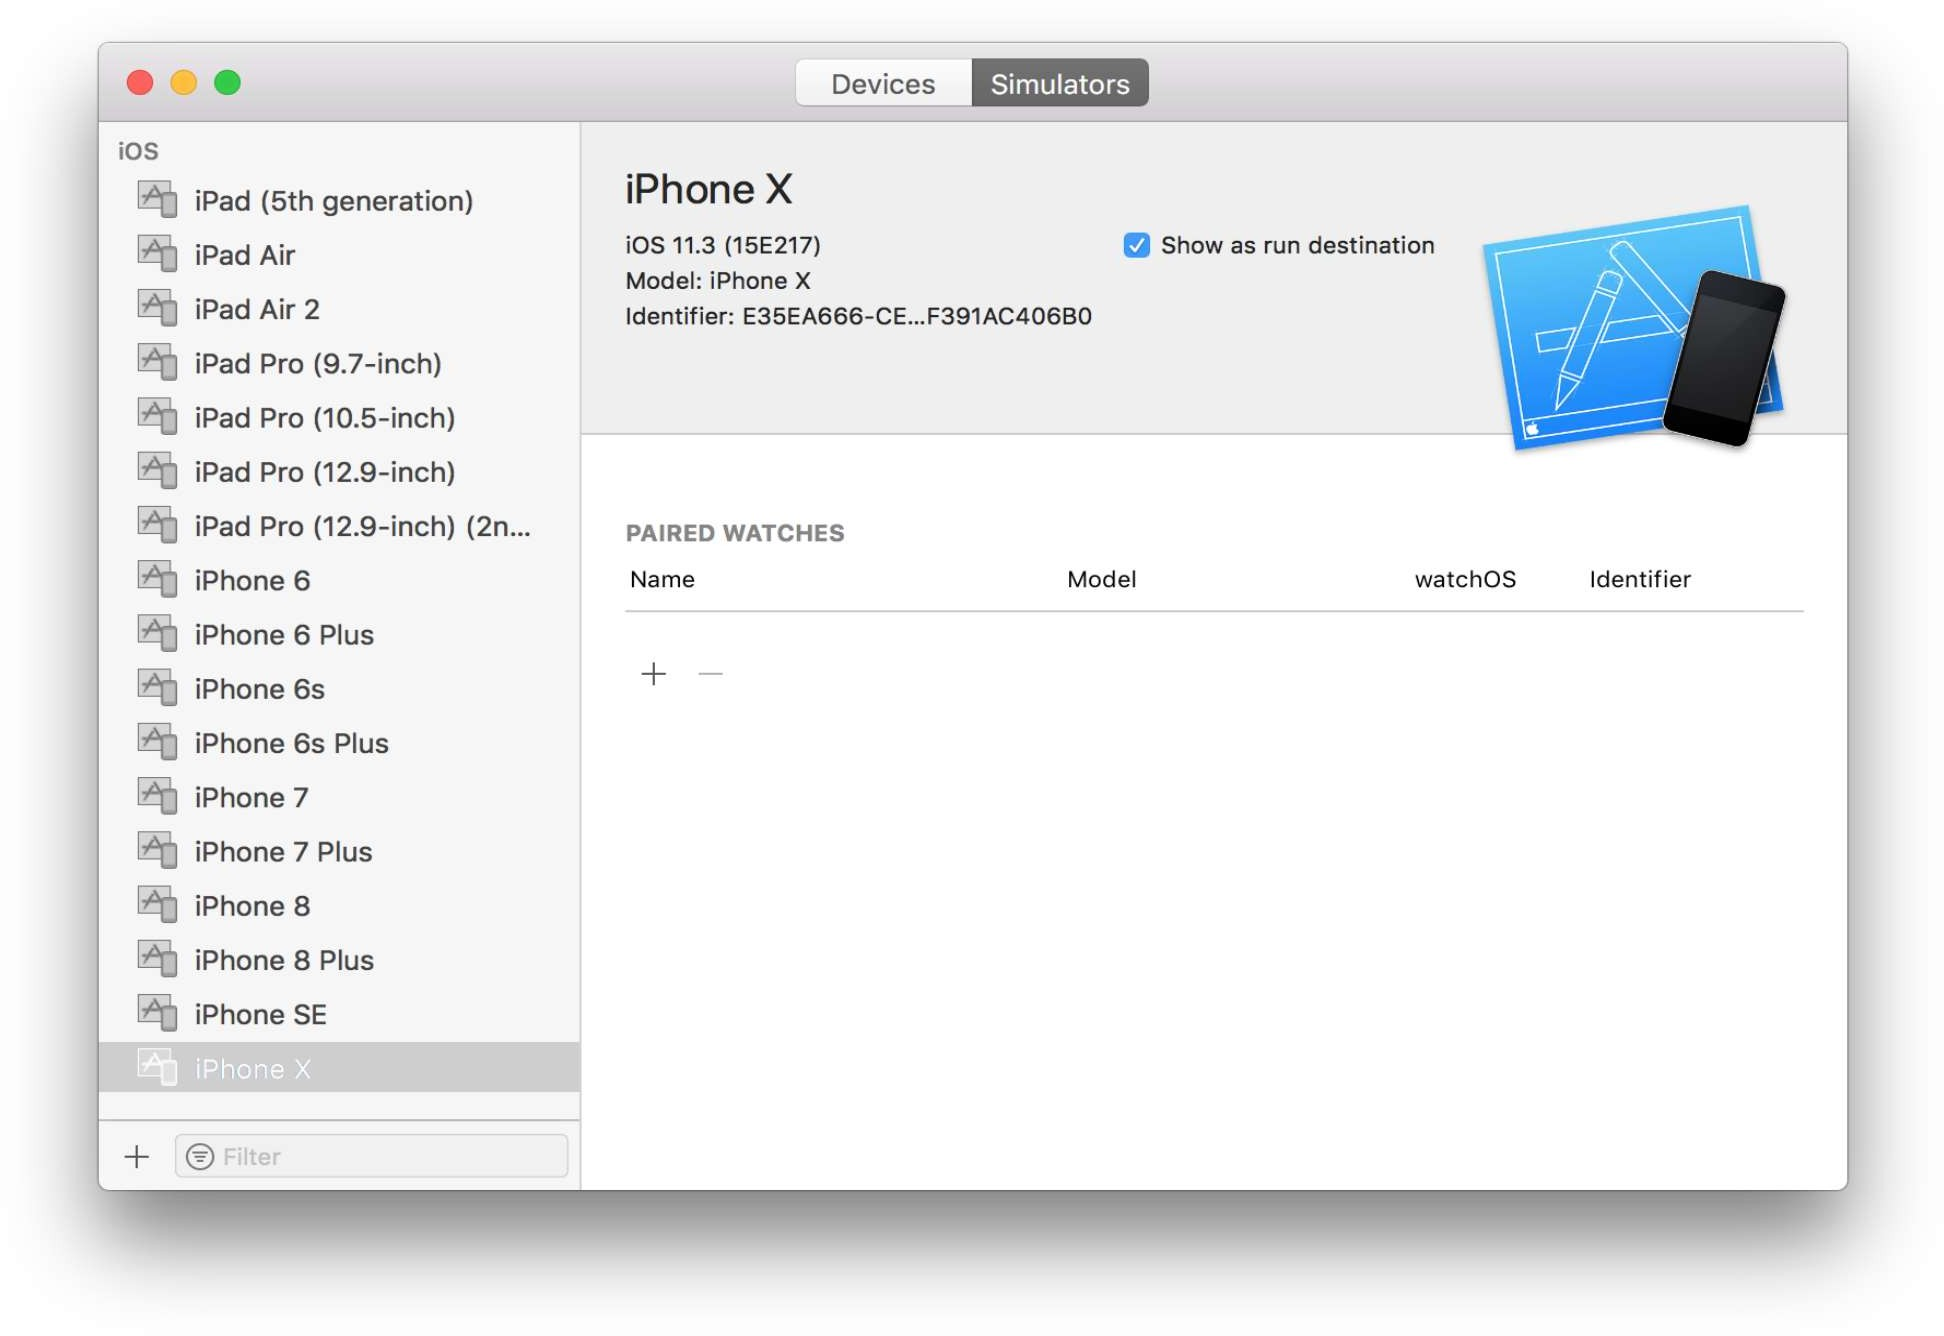 Devices
Simulators
iOS
iPad (5th generation)
iPad Air
iPad Air 2
iPad Pro (9.7-inch)
iPad Pro (10.5-inch)
iPad Pro (12.9-inch)
iPad Pro (12.9-inch) (2n...
iPhone 6
iPhone 6 Plus
iPhone 6s
iPhone 6s Plus
iPhone 7
iPhone 7 Plus
iPhone 8
iPhone 8 Plus
iPhone SE
iPhone X
Filter
iPhone X
iOS 11.3 (15E217)
Model: iPhone X
Identifier: E35EA666-CE...F391AC406B0
Show as run destination
PAIRED WATCHES
Name Model watchOS Identifier